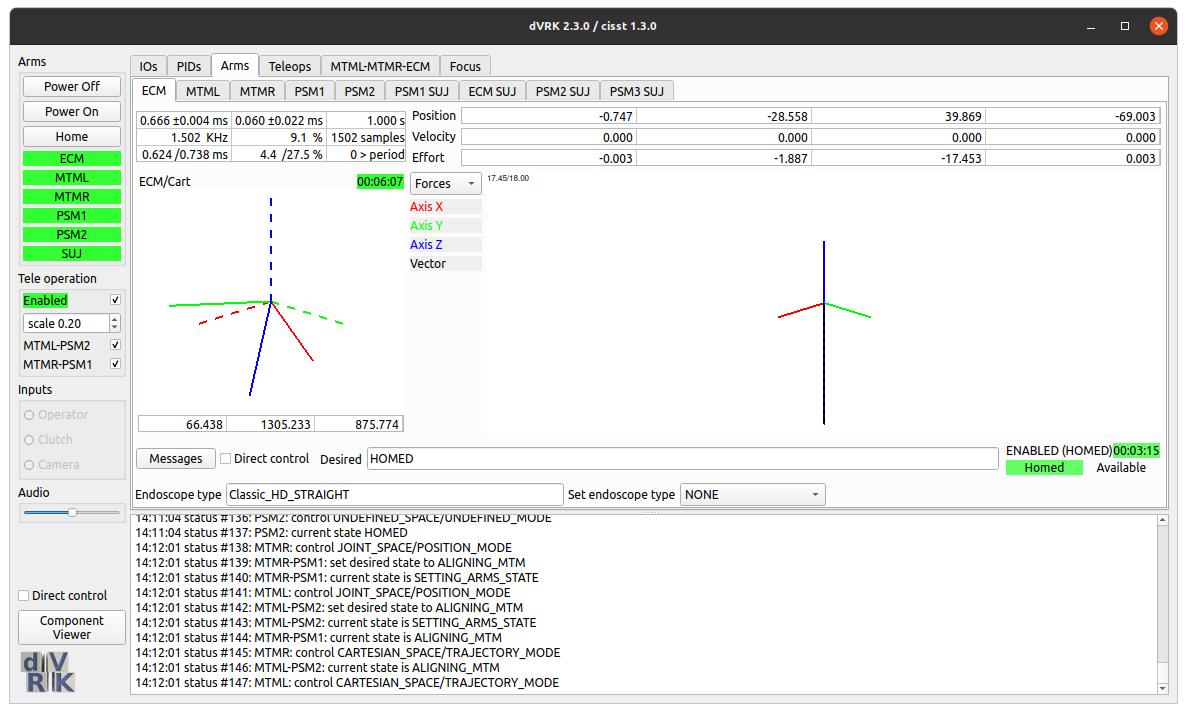 dVRK 2.3.0 / cisst 1.3.0
Arms
Power Off
Power On
Home
ECM
MTML
MTMR
PSM1
PSM2
SUJ
Tele operation
Enabled
scale 0.20
MTML-PSM2
MTMR-PSM1
Inputs
Operator
Clutch
Camera
Audio
Direct control
Component
Viewer
dVRK
IOs PIDs Arms Teleops MTML-MTMR-ECM Focus
ECM MTML MTMR PSM1 PSM2 PSM1 SUJ ECM SUJ PSM2 SUJ PSM3 SUJ
0.666 ±0.004 ms 0.060 ±0.022 ms 1.000 s
1.502 KHz 9.1 % 1502 samples
0.624 /0.738 ms 4.4 /27.5 % 0 > period
Position -0.747 -28.558 39.869 -69.003
Velocity 0.000 0.000 0.000 0.000
Effort -0.003 -1.887 -17.453 0.003
ECM/Cart 00:06:07
Forces
17.45/18.00
Axis X
Axis Y
Axis Z
Vector
66.438 1305.233 875.774
Messages Direct control Desired HOMED
ENABLED (HOMED) 00:03:15
Homed Available
Endoscope type Classic_HD_STRAIGHT Set endoscope type NONE
14:11:04 status #136: PSM2: control UNDEFINED_SPACE/UNDEFINED_MODE
14:11:04 status #137: PSM2: current state HOMED
14:12:01 status #138: MTMR: control JOINT_SPACE/POSITION_MODE
14:12:01 status #139: MTMR-PSM1: set desired state to ALIGNING_MTM
14:12:01 status #140: MTMR-PSM1: current state is SETTING_ARMS_STATE
14:12:01 status #141: MTML: control JOINT_SPACE/POSITION_MODE
14:12:01 status #142: MTML-PSM2: set desired state to ALIGNING_MTM
14:12:01 status #143: MTML-PSM2: current state is SETTING_ARMS_STATE
14:12:01 status #144: MTMR-PSM1: current state is ALIGNING_MTM
14:12:01 status #145: MTMR: control CARTESIAN_SPACE/TRAJECTORY_MODE
14:12:01 status #146: MTML-PSM2: current state is ALIGNING_MTM
14:12:01 status #147: MTML: control CARTESIAN_SPACE/TRAJECTORY_MODE